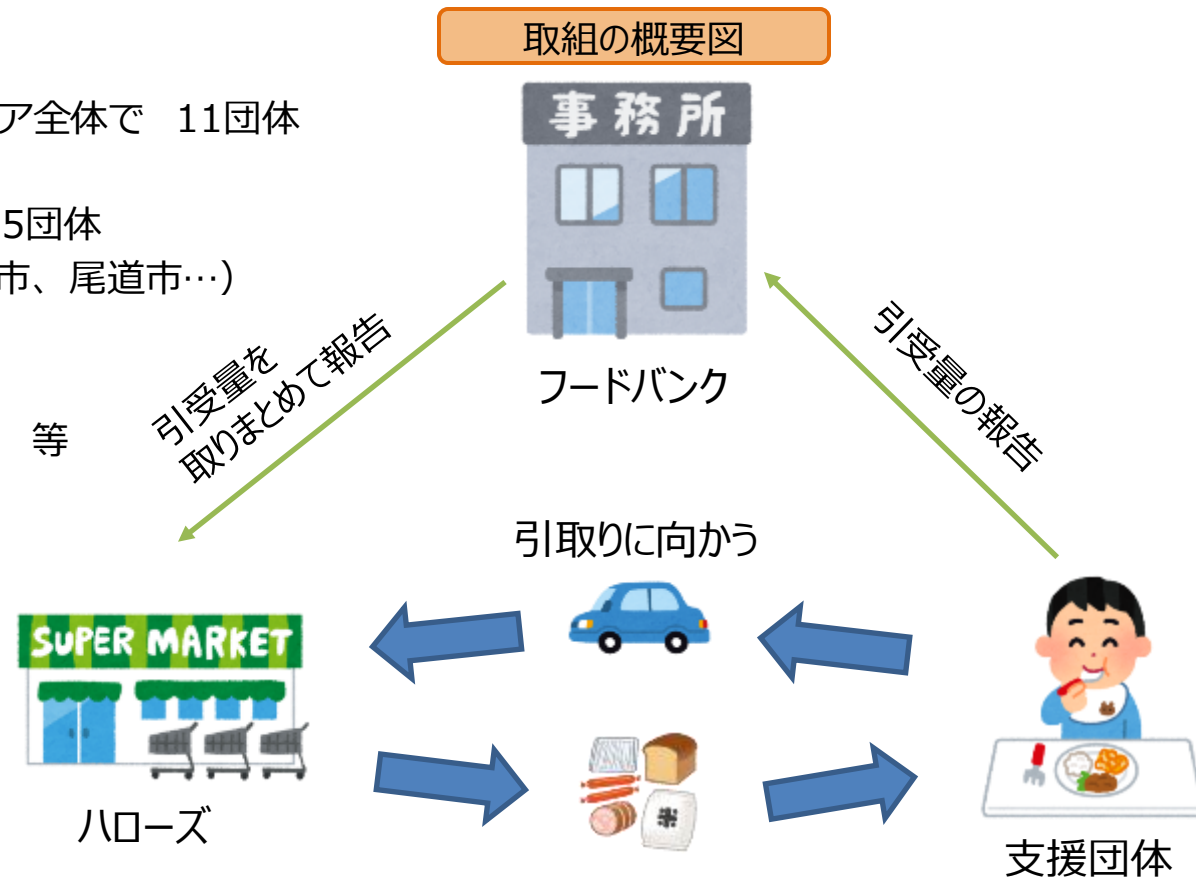 取組の概要図
ア全体で 11団体
5団体
市、尾道市…）
等
事務所
フードバンク
引受量を
取りまとめて報告
引受量の報告
引取りに向かう
SUPER MARKET
ハローズ
米
支援団体